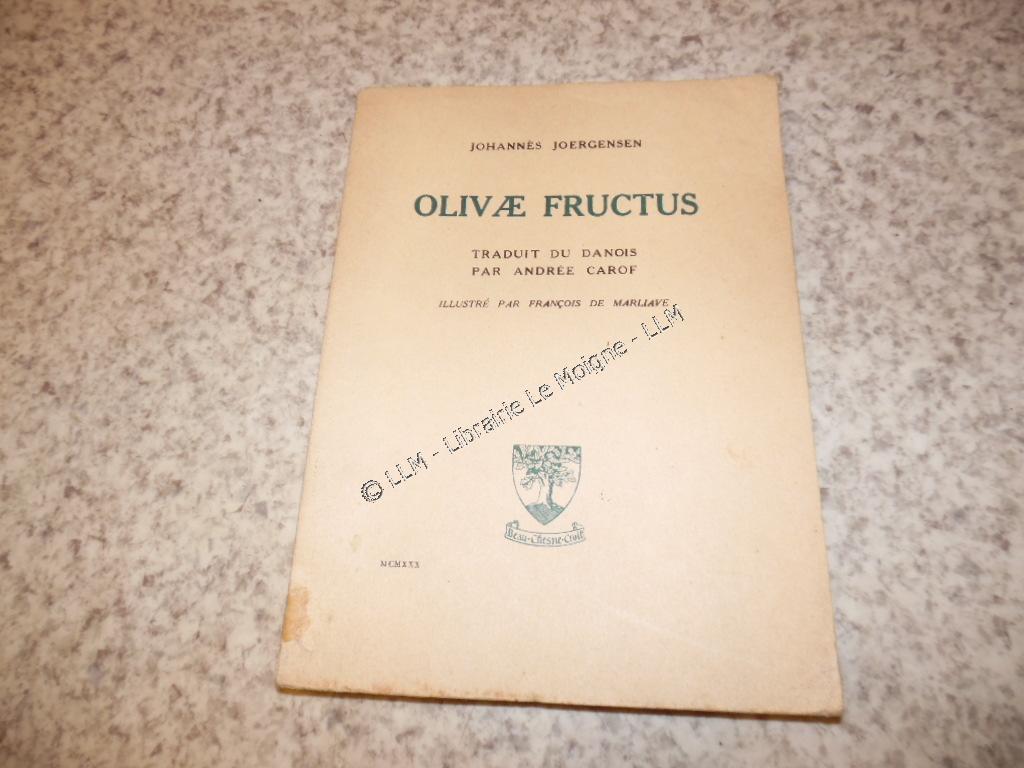 JOHANNÈS JOERGENSEN
OLIVÆ FRUCTUS
TRADUIT DU DANOIS
PAR ANDRÉE CAROF
ILLUSTRÉ PAR FRANÇOIS DE MARLIAVE
© LLM - Librairie Le Moigne - LLM
Beau-Chesne-Croit
MCMXXX